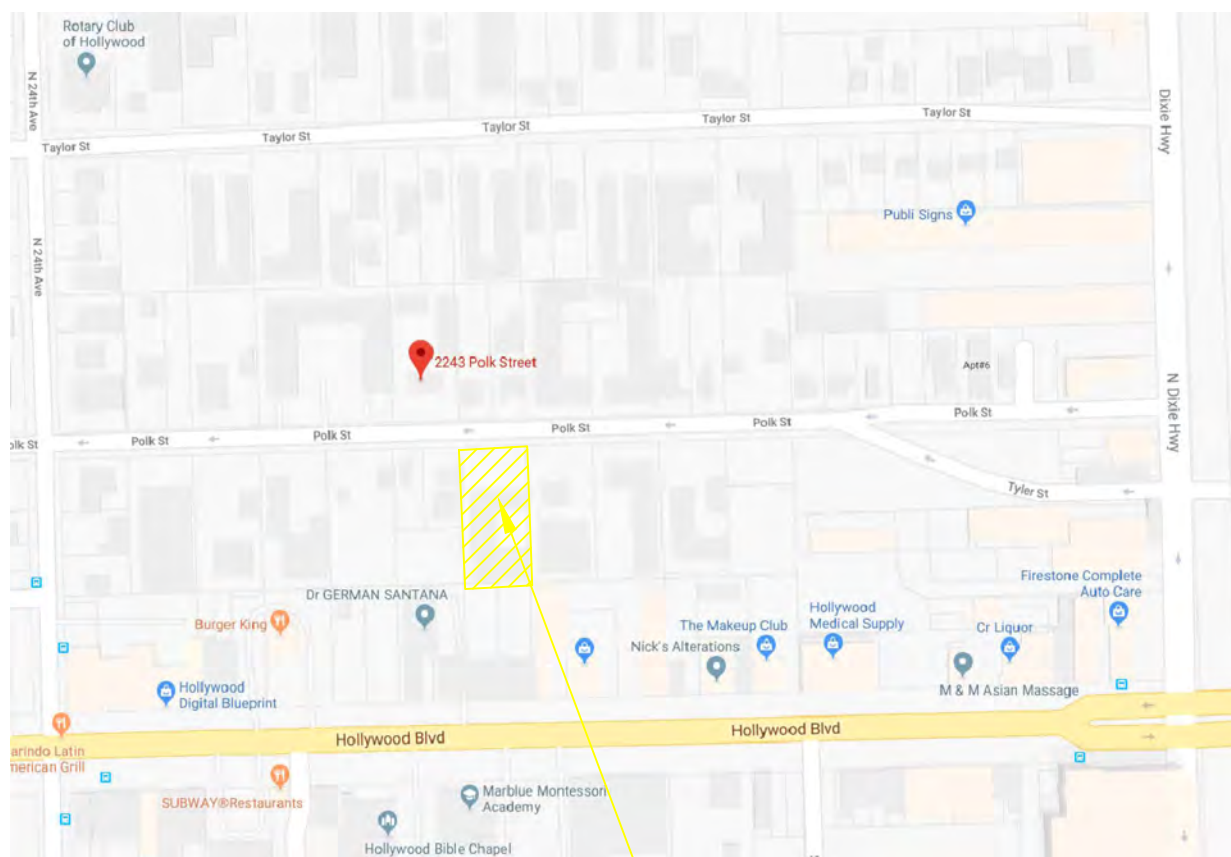 Rotary Club
of Hollywood
N 24th Ave
Dixie Hwy
Taylor St
Taylor St
Taylor St
Taylor St
Taylor St
Publi Signs
N 24th Ave
2243 Polk Street
Apt#6
N Dixie Hwy
Polk St
Polk St
Polk St
Polk St
Polk St
olk St
Tyler St
Dr GERMAN SANTANA
Firestone Complete
Auto Care
Burger King
The Makeup Club
Hollywood
Medical Supply
Cr Liquor
Nick's Alterations
M & M Asian Massage
Hollywood
Digital Blueprint
Hollywood Blvd
Hollywood Blvd
arindo Latin
merican Grill
SUBWAY®Restaurants
Marblue Montessori
Academy
Hollywood Bible Chapel